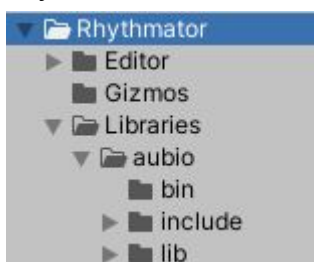 Rhythmator
Editor
Gizmos
Libraries
aubio
bin
include
lib